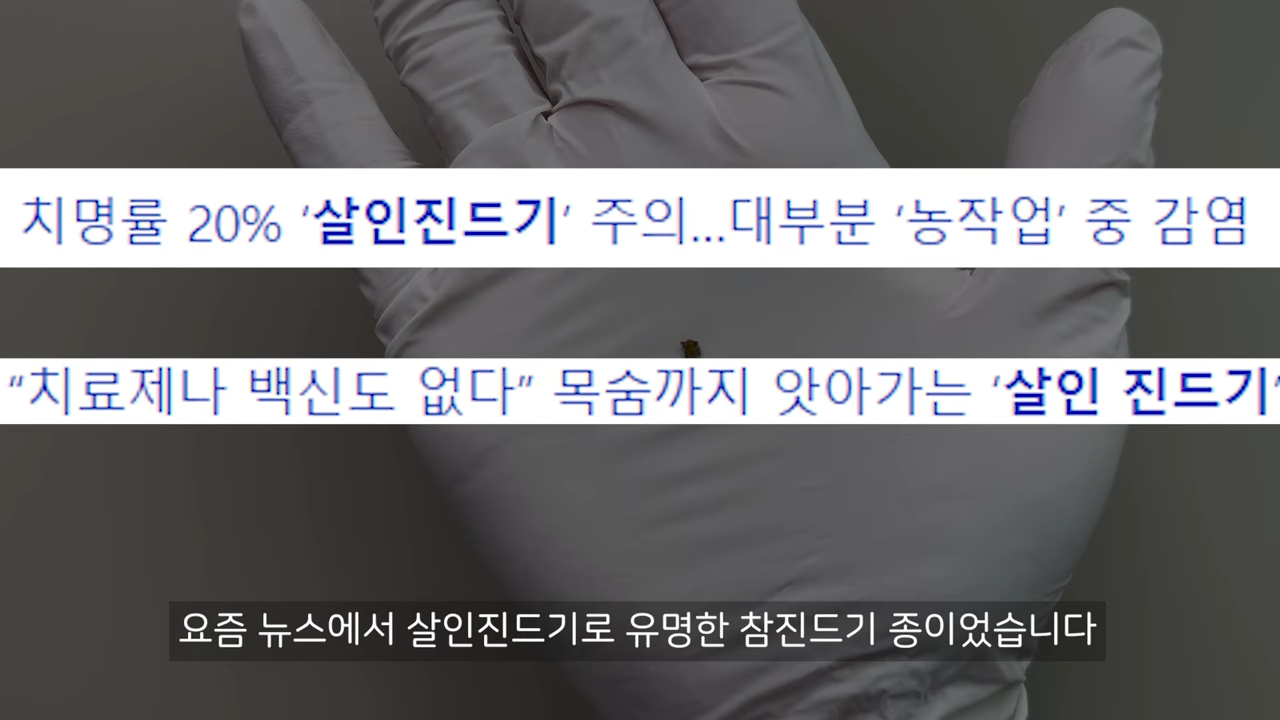 치명률 20% ‘살인진드기’ 주의...대부분 ‘농작업’ 중 감염
“치료제나 백신도 없다” 목숨까지 앗아가는 ‘살인 진드기’
요즘 뉴스에서 살인진드기로 유명한 참진드기 종이었습니다